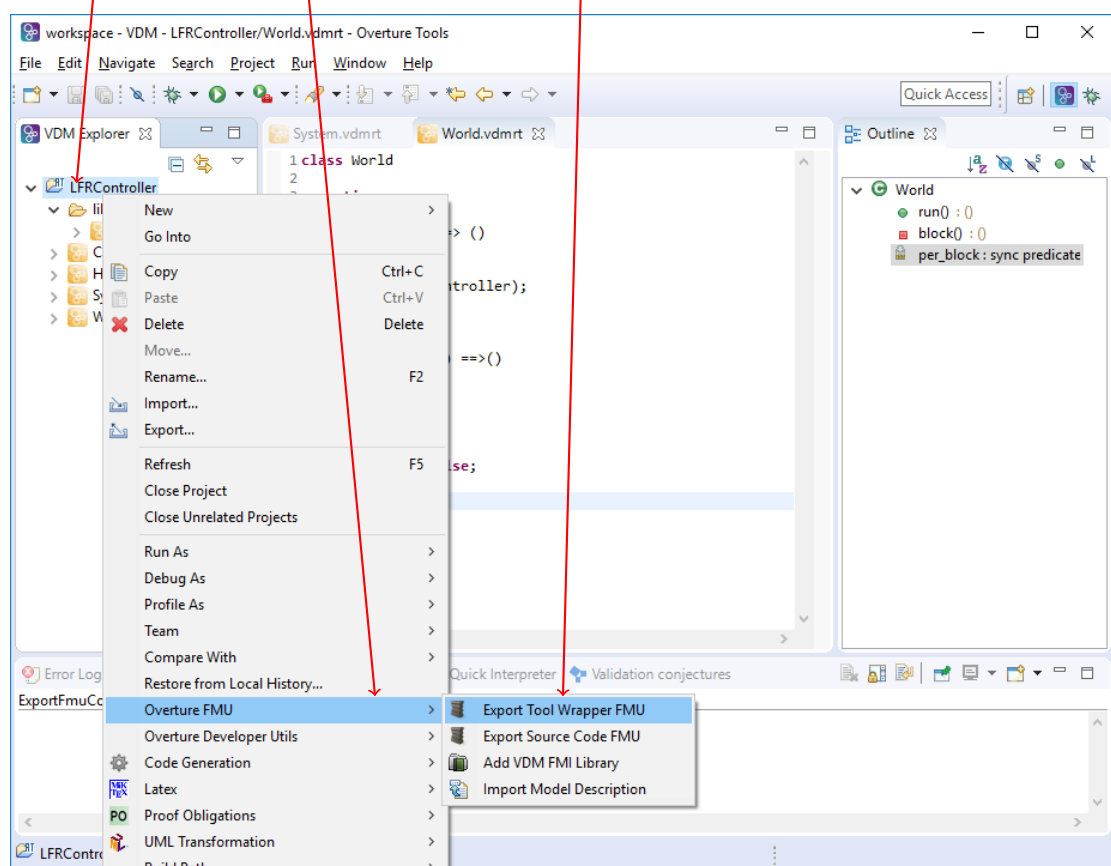 workspace - VDM - LFRController/World.vdmrt - Overture Tools
File Edit Navigate Search Project Run Window Help
Quick Access
VDM Explorer
System.vdmrt
World.vdmrt
Outline
1 class World
2
LFRController
World
lil
New
run() : ()
Go Into
=> ()
block() : ()
C
per_block : sync predicate
H
Copy Ctrl+C
ntroller);
Sy
Paste Ctrl+V
W
Delete Delete
Move...
) ==>()
Rename... F2
Import...
Export...
Refresh F5
lse;
Close Project
Close Unrelated Projects
Run As
Debug As
Profile As
Team
Compare With
Error Log
Quick Interpreter
Validation conjectures
Restore from Local History...
ExportFmuCo
Overture FMU
Export Tool Wrapper FMU
Overture Developer Utils
Export Source Code FMU
Code Generation
Add VDM FMI Library
Latex
Import Model Description
PO Proof Obligations
UML Transformation
LFRContro